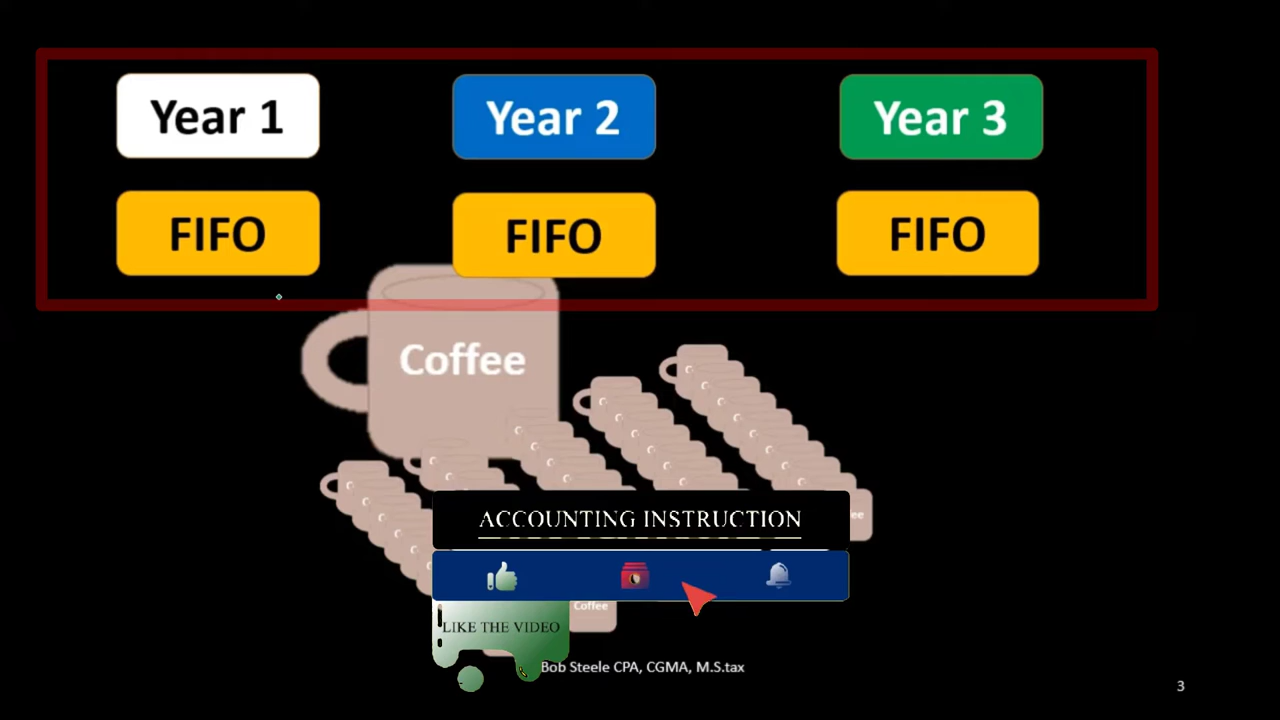 Year 1
Year 2
Year 3
FIFO
FIFO
FIFO
Coffee
ee
ACCOUNTING INSTRUCTION
Coffee
LIKE THE VIDEO
Bob Steele CPA, CGMA, M.S.tax
3